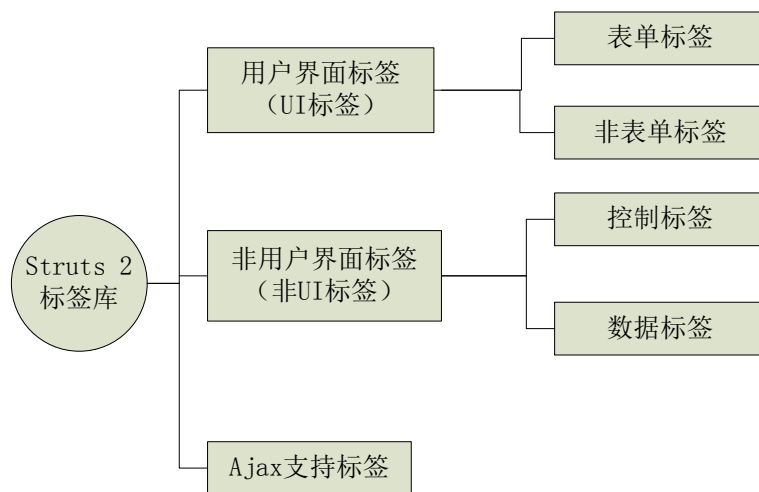 Struts 2
标签库
用户界面标签
（UI标签）
表单标签
非表单标签
非用户界面标签
（非UI标签）
控制标签
数据标签
Ajax支持标签